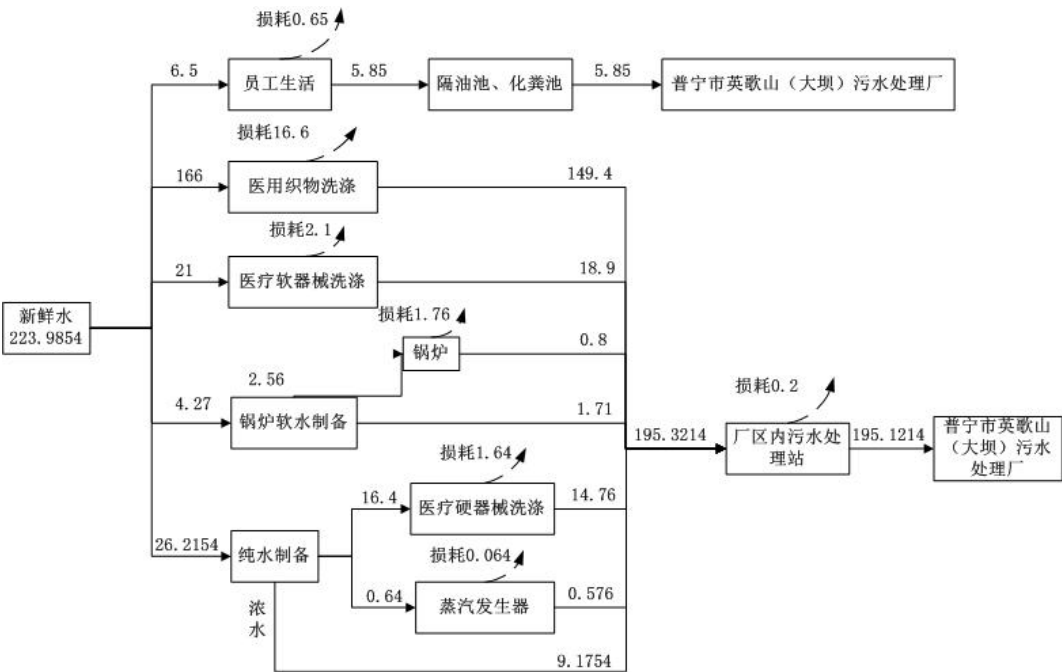 损耗0.65
6.5
员工生活
5.85
隔油池、化粪池
5.85
普宁市英歌山（大坝）污水处理厂
损耗16.6
166
医用织物洗涤
149.4
损耗2.1
21
医疗软器械洗涤
18.9
新鲜水
223.9854
损耗1.76
锅炉
0.8
2.56
4.27
锅炉软水制备
1.71
损耗0.2
195.3214
厂区内污水处
理站
195.1214
普宁市英歌山
（大坝）污水
处理厂
损耗1.64
16.4
医疗硬器械洗涤
14.76
26.2154
纯水制备
损耗0.064
0.64
蒸汽发生器
0.576
浓
水
9.1754